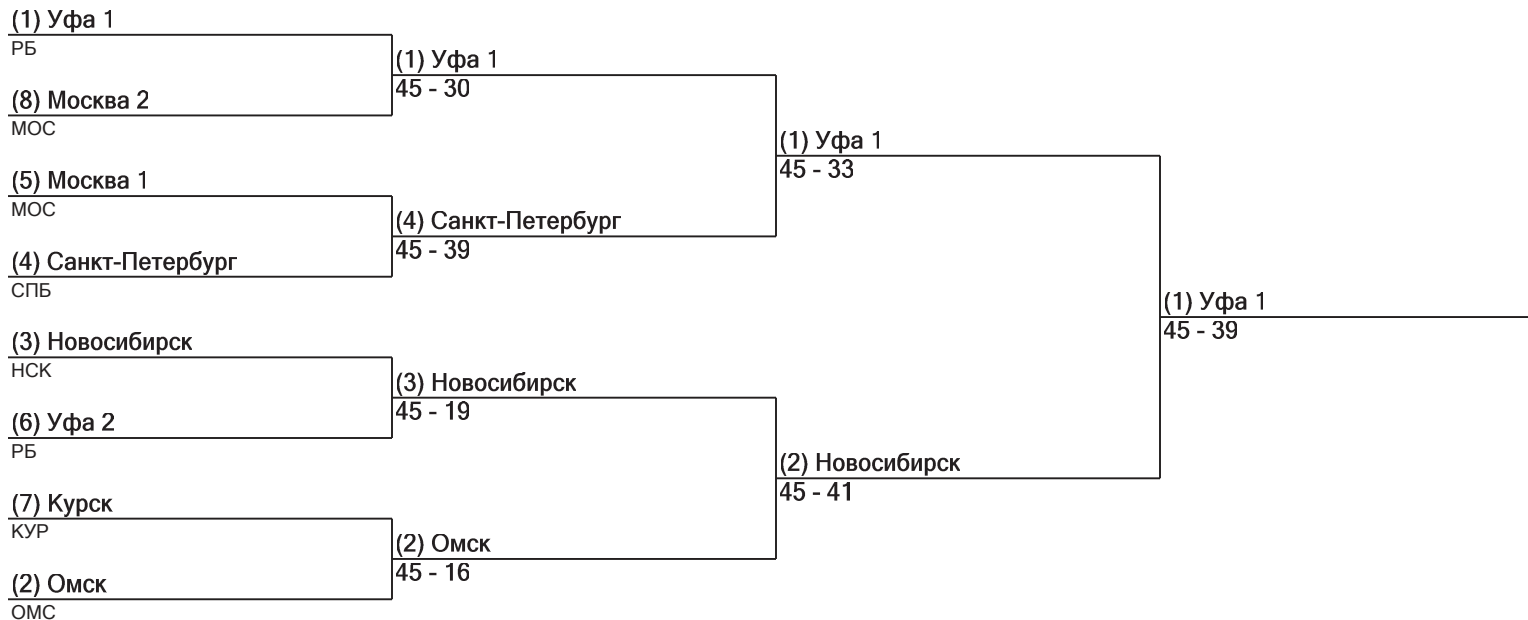 (1) Уфа 1
РБ
(8) Москва 2
МОС
(5) Москва 1
МОС
(4) Санкт-Петербург
СПБ
(3) Новосибирск
НСК
(6) Уфа 2
РБ
(7) Курск
КУР
(2) Омск
ОМС
(1) Уфа 1
45 - 30
(4) Санкт-Петербург
45 - 39
(3) Новосибирск
45 - 19
(2) Омск
45 - 16
(1) Уфа 1
45 - 33
(2) Новосибирск
45 - 41
(1) Уфа 1
45 - 39